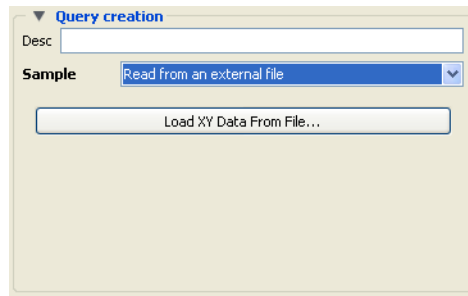 Query creation
Desc
Sample Read from an external file
Load XY Data From File...